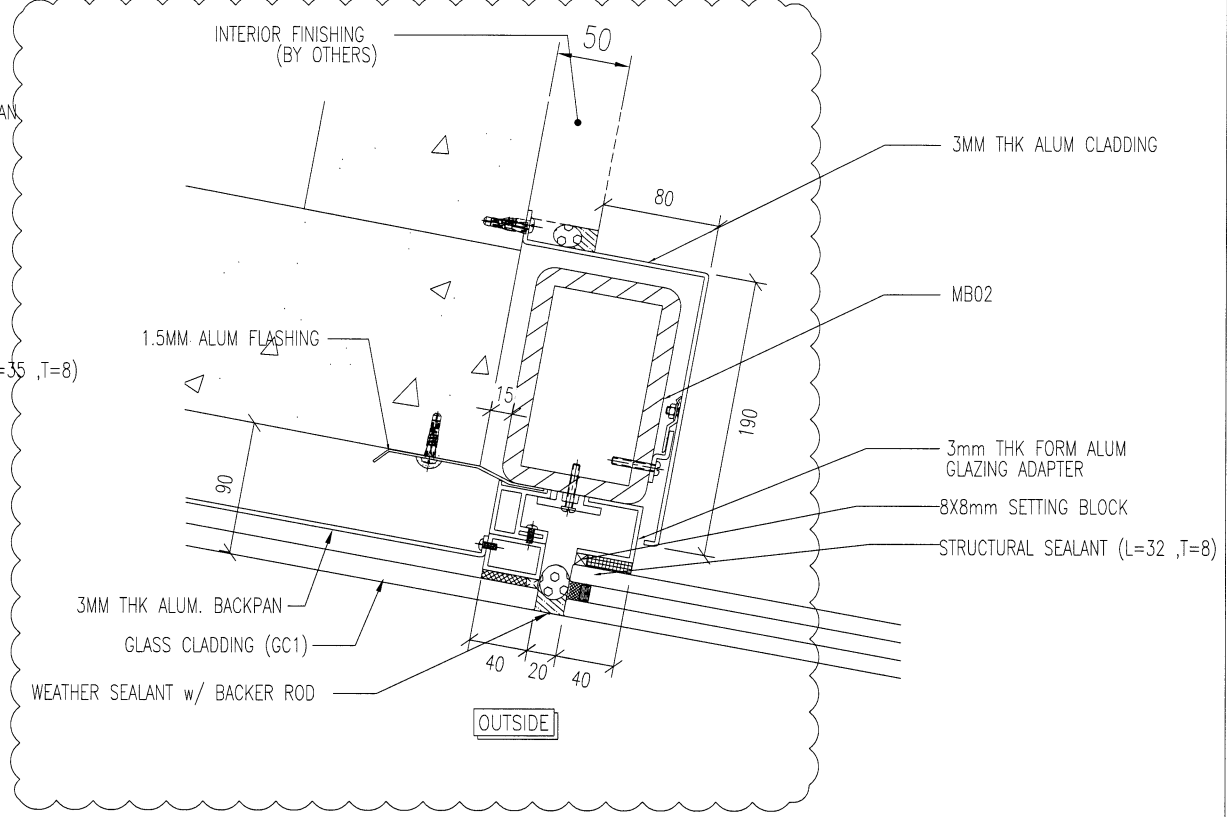 INTERIOR FINISHING
(BY OTHERS)
50
AN
3MM THK ALUM CLADDING
80
MB02
1.5MM ALUM FLASHING
=35 ,T=8)
15
190
90
3mm THK FORM ALUM
GLAZING ADAPTER
8X8mm SETTING BLOCK
STRUCTURAL SEALANT (L=32 ,T=8)
3MM THK ALUM. BACKPAN
GLASS CLADDING (GC1)
WEATHER SEALANT w/ BACKER ROD
40
20
40
OUTSIDE